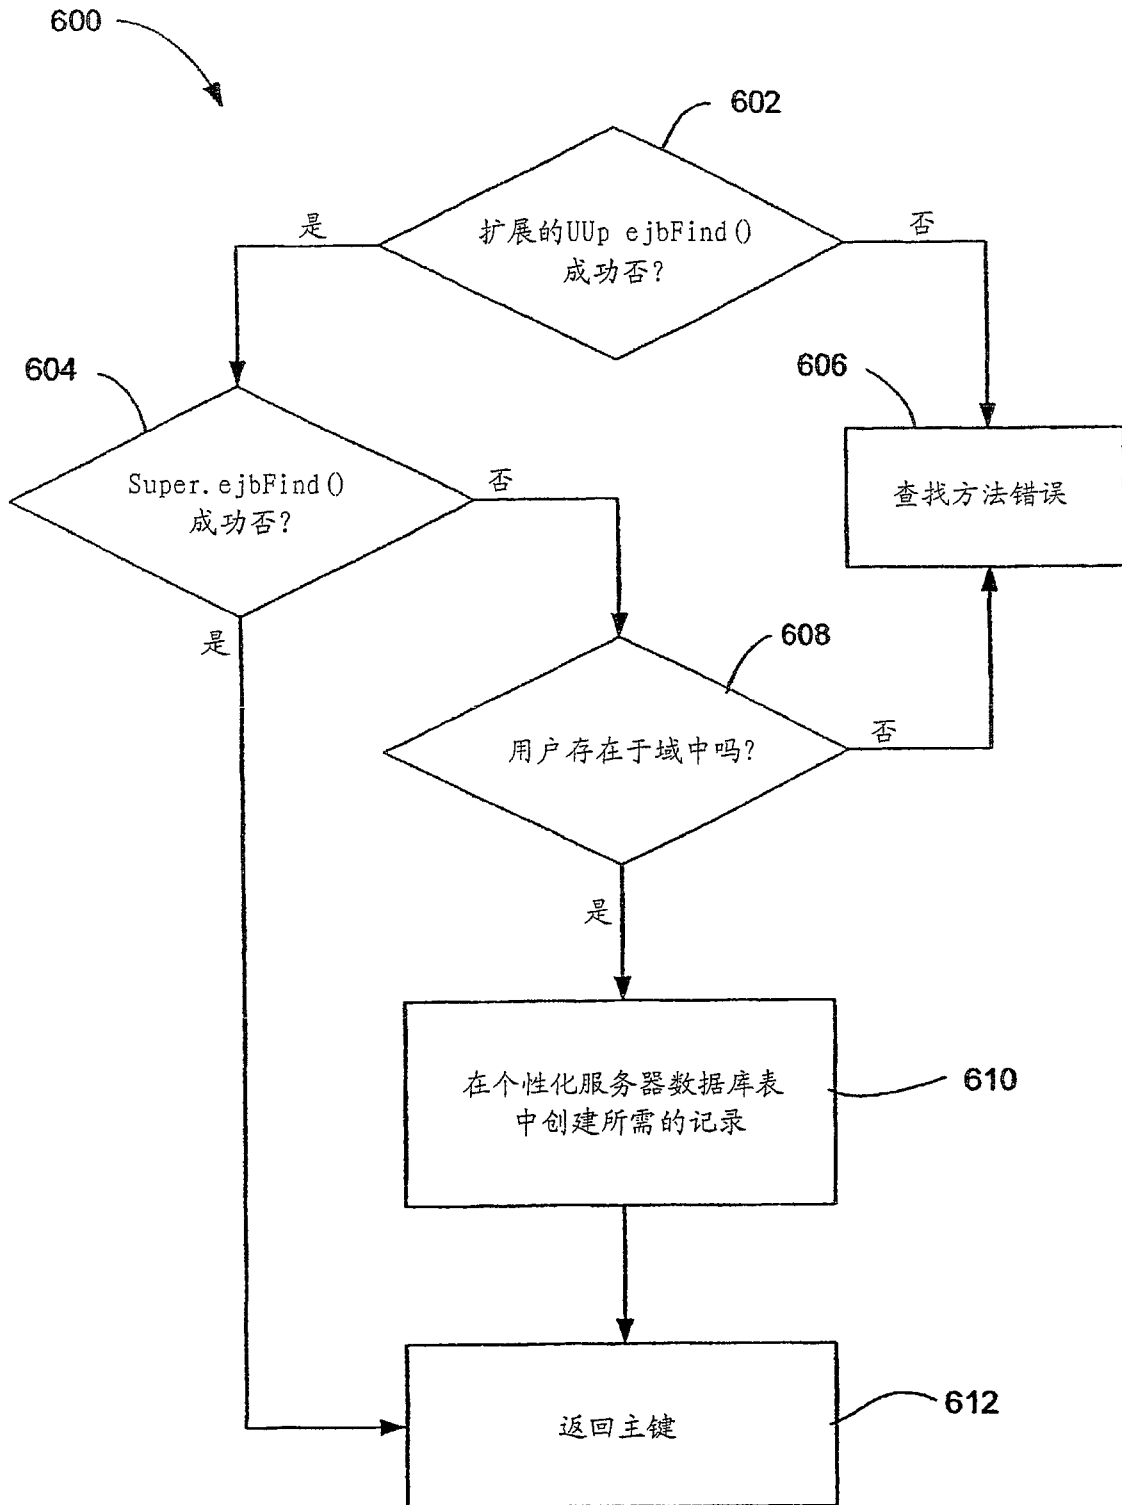 600
602
扩展的UUp ejbFind()
成功否?
是
否
604
606
Super.ejbFind()
成功否?
否
查找方法错误
是
608
用户存在于域中吗?
否
是
在个性化服务器数据库表
中创建所需的记录
610
返回主键
612